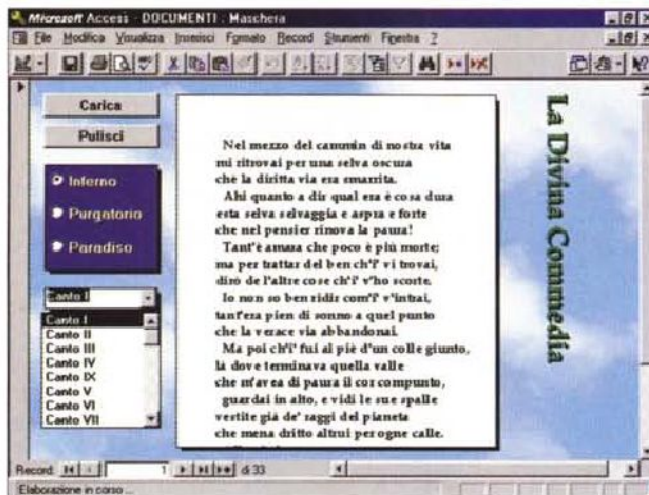 Microsoft Access - DOCUMENTI : Maschera
File Modifica Visualizza Inserisci Formato Record Strumenti Finestra ?
Carica
Pulisci
Inferno
Purgatorio
Paradiso
Canto I
Canto I
Canto II
Canto III
Canto IV
Canto IX
Canto V
Canto VI
Canto VII
Nel mezzo del cammin di nostra vita
mi ritrovai per una selva oscura
che la diritta via era smarrita.
Ahi quanto a dir qual era è cosa dura
esta selva selvaggia e aspra e forte
che nel pensier rinova la paura!
Tant'è amara che poco è più morte;
ma per trattar del ben ch'i' vi trovai,
dirò de l'altre cose ch'i' v'ho scorte.
Io non so ben ridir com'i' v'intrai,
tant'era pien di sonno a quel punto
che la verace via abbandonai.
Ma poi ch'i' fui al piè d'un colle giunto,
là dove terminava quella valle
che m'avea di paura il cor compunto,
guardai in alto, e vidi le sue spalle
vestite già de' raggi del pianeta
che mena dritto altrui per ogne calle.
La Divina Commedia
Record: 1 di 33
Elaborazione in corso ...